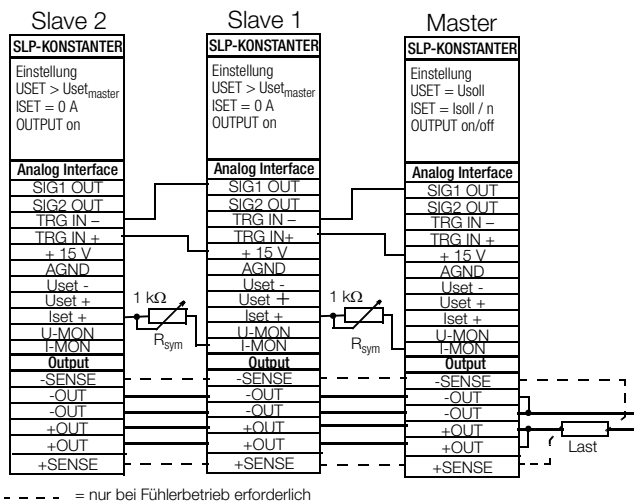 Slave 2
SLP-KONSTANTER
Einstellung
USET > Usetmaster
ISET = 0 A
OUTPUT on
Analog Interface
SIG1 OUT
SIG2 OUT
TRG IN –
TRG IN +
+ 15 V
AGND
Uset -
Uset +
Iset +
U-MON
I-MON
Output
-SENSE
-OUT
-OUT
+OUT
+OUT
+SENSE
1 kΩ
Rsym
Slave 1
SLP-KONSTANTER
Einstellung
USET > Usetmaster
ISET = 0 A
OUTPUT on
Analog Interface
SIG1 OUT
SIG2 OUT
TRG IN –
TRG IN+
+ 15 V
AGND
Uset -
Uset +
Iset +
U-MON
I-MON
Output
-SENSE
-OUT
-OUT
+OUT
+OUT
+SENSE
1 kΩ
Rsym
Master
SLP-KONSTANTER
Einstellung
USET = Usoll
ISET = Isoll / n
OUTPUT on/off
Analog Interface
SIG1 OUT
SIG2 OUT
TRG IN –
TRG IN +
+ 15 V
AGND
Uset -
Uset +
Iset +
U-MON
I-MON
Output
-SENSE
-OUT
-OUT
+OUT
+OUT
+SENSE
Last
= nur bei Fühlerbetrieb erforderlich